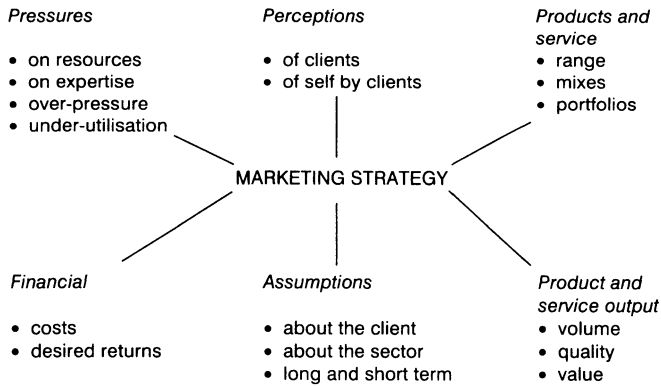 Pressures
• on resources
• on expertise
• over-pressure
• under-utilisation
Perceptions
• of clients
• of self by clients
Products and
service
• range
• mixes
• portfolios
MARKETING STRATEGY
Financial
• costs
• desired returns
Assumptions
• about the client
• about the sector
• long and short term
Product and
service output
• volume
• quality
• value